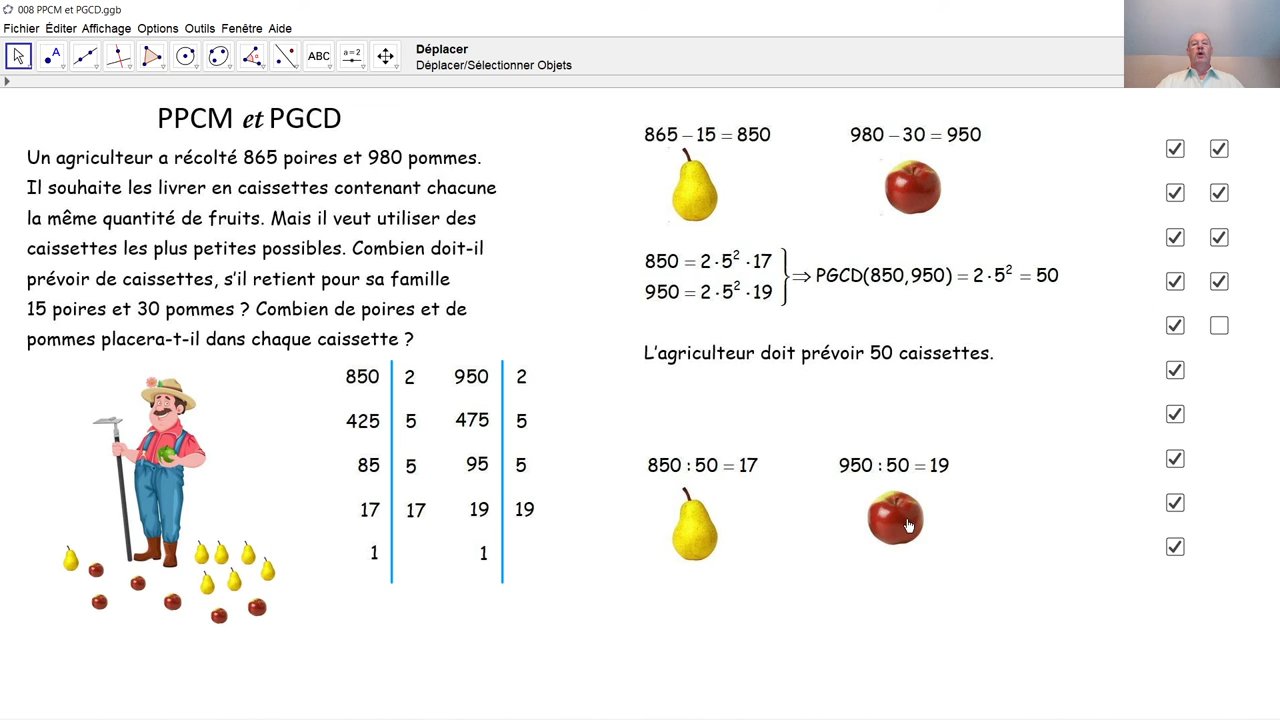 008 PPCM et PGCD.ggb
Fichier Éditer Affichage Options Outils Fenêtre Aide
A
ABC
a=2
Déplacer
Déplacer/Sélectionner Objets
PPCM et PGCD
Un agriculteur a récolté 865 poires et 980 pommes.
Il souhaite les livrer en caissettes contenant chacune
la même quantité de fruits. Mais il veut utiliser des
caissettes les plus petites possibles. Combien doit-il
prévoir de caissettes, s'il retient pour sa famille
15 poires et 30 pommes ? Combien de poires et de
pommes placera-t-il dans chaque caissette ?
850 2 950 2
425 5 475 5
85 5 95 5
17 17 19 19
1 1
865 – 15 = 850 980 – 30 = 950
850 = 2 · 5² · 17
950 = 2 · 5² · 19
⇒ PGCD(850,950) = 2 · 5² = 50
L'agriculteur doit prévoir 50 caissettes.
850 : 50 = 17 950 : 50 = 19